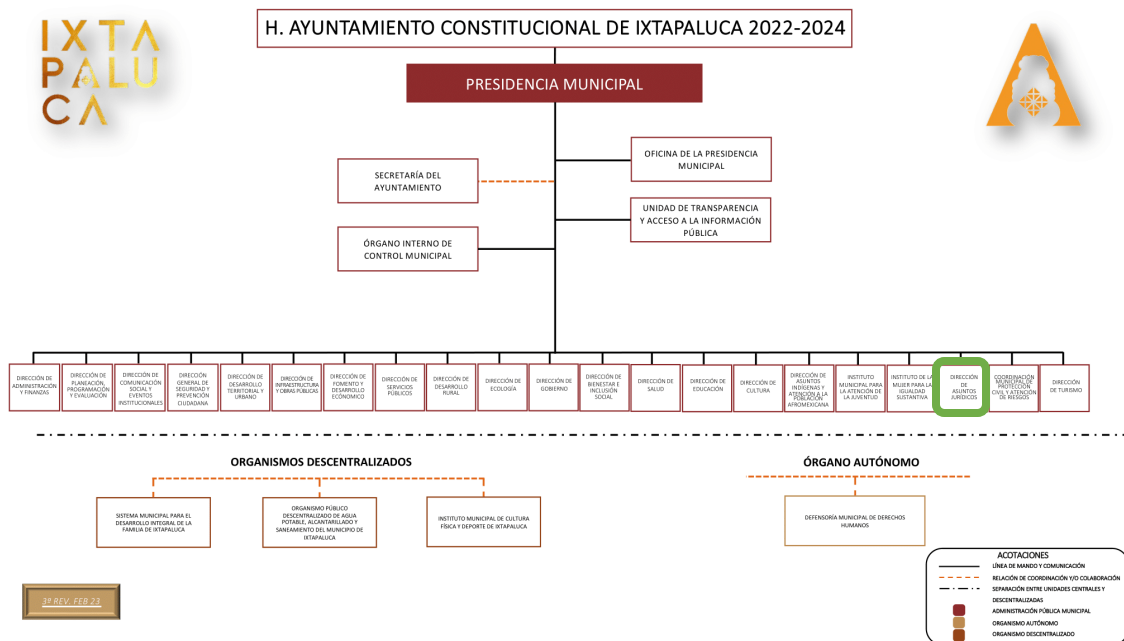 IXTA
PALU
CA
H. AYUNTAMIENTO CONSTITUCIONAL DE IXTAPALUCA 2022-2024
PRESIDENCIA MUNICIPAL
SECRETARÍA DEL
AYUNTAMIENTO
OFICINA DE LA PRESIDENCIA
MUNICIPAL
UNIDAD DE TRANSPARENCIA
Y ACCESO A LA INFORMACIÓN
PÚBLICA
ÓRGANO INTERNO DE
CONTROL MUNICIPAL
DIRECCIÓN DE
ADMINISTRACIÓN
Y FINANZAS
DIRECCIÓN DE
PLANEACIÓN,
PROGRAMACIÓN
Y EVALUACIÓN
DIRECCIÓN DE
COMUNICACIÓN
SOCIAL Y
EVENTOS
INSTITUCIONALES
DIRECCIÓN
GENERAL DE
SEGURIDAD Y
PREVENCIÓN
CIUDADANA
DIRECCIÓN DE
DESARROLLO
TERRITORIAL Y
URBANO
DIRECCIÓN DE
INFRAESTRUCTURA
Y OBRAS PÚBLICAS
DIRECCIÓN DE
FOMENTO Y
DESARROLLO
ECONÓMICO
DIRECCIÓN DE
SERVICIOS
PÚBLICOS
DIRECCIÓN DE
DESARROLLO
RURAL
DIRECCIÓN DE
ECOLOGÍA
DIRECCIÓN DE
GOBIERNO
DIRECCIÓN DE
BIENESTAR E
INCLUSIÓN
SOCIAL
DIRECCIÓN DE
SALUD
DIRECCIÓN DE
EDUCACIÓN
DIRECCIÓN DE
CULTURA
DIRECCIÓN DE
ASUNTOS
INDÍGENAS Y
ATENCIÓN A LA
POBLACIÓN
AFROMEXICANA
INSTITUTO
MUNICIPAL PARA
LA ATENCIÓN DE
LA JUVENTUD
INSTITUTO DE LA
MUJER PARA LA
IGUALDAD
SUSTANTIVA
DIRECCIÓN
DE
ASUNTOS
JURÍDICOS
COORDINACIÓN
MUNICIPAL DE
PROTECCIÓN
CIVIL Y ATENCIÓN
DE RIESGOS
DIRECCIÓN
DE TURISMO
ORGANISMOS DESCENTRALIZADOS
SISTEMA MUNICIPAL PARA EL
DESARROLLO INTEGRAL DE LA
FAMILIA DE IXTAPALUCA
ORGANISMO PÚBLICO
DESCENTRALIZADO DE AGUA
POTABLE, ALCANTARILLADO Y
SANEAMIENTO DEL MUNICIPIO DE
IXTAPALUCA
INSTITUTO MUNICIPAL DE CULTURA
FÍSICA Y DEPORTE DE IXTAPALUCA
ÓRGANO AUTÓNOMO
DEFENSORÍA MUNICIPAL DE DERECHOS
HUMANOS
3ª REV. FEB 23
ACOTACIONES
LÍNEA DE MANDO Y COMUNICACIÓN
RELACIÓN DE COORDINACIÓN Y/O COLABORACIÓN
SEPARACIÓN ENTRE UNIDADES CENTRALES Y
DESCENTRALIZADAS
ADMINISTRACIÓN PÚBLICA MUNICIPAL
ORGANISMO AUTÓNOMO
ORGANISMO DESCENTRALIZADO